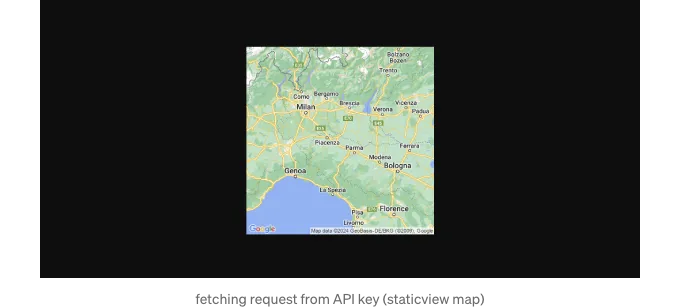 Bolzano
Bozen
Trento
Como
Bergamo
Milan
Brescia
Verona
Vicenza
Padua
Piacenza
Parma
Ferrara
Modena
Bologna
Genoa
La Spezia
Pisa
Florence
Livorno
Google
Map data ©2024 GeoBasis-DE/BKG (©2009), Google
fetching request from API key (staticview map)